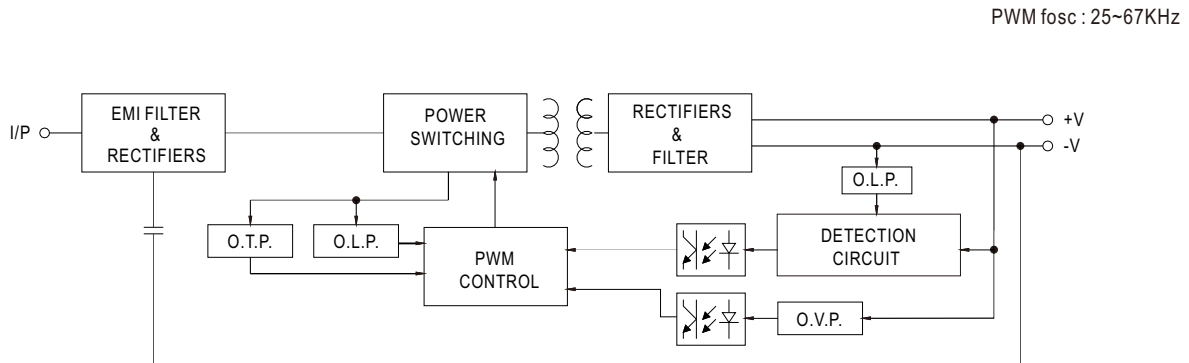 PWM fosc : 25~67KHz
I/P
EMI FILTER
&
RECTIFIERS
POWER
SWITCHING
RECTIFIERS
&
FILTER
+V
-V
O.L.P.
O.T.P.
O.L.P.
PWM
CONTROL
DETECTION
CIRCUIT
O.V.P.